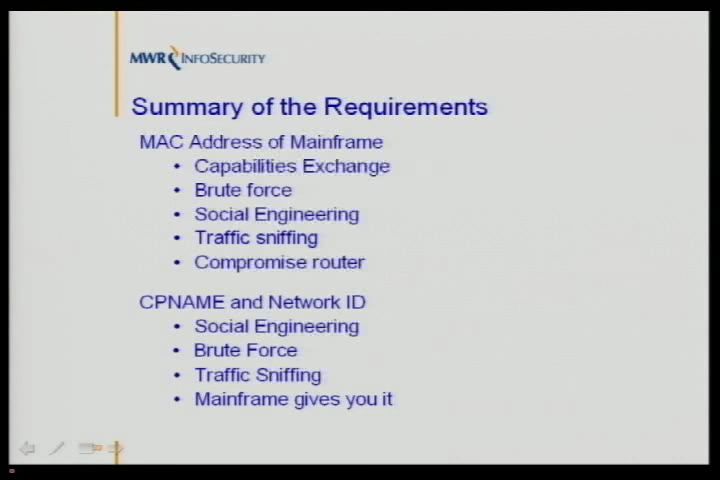 MWR INFOSECURITY
Summary of the Requirements
MAC Address of Mainframe
• Capabilities Exchange
• Brute force
• Social Engineering
• Traffic sniffing
• Compromise router
CPNAME and Network ID
• Social Engineering
• Brute Force
• Traffic Sniffing
• Mainframe gives you it